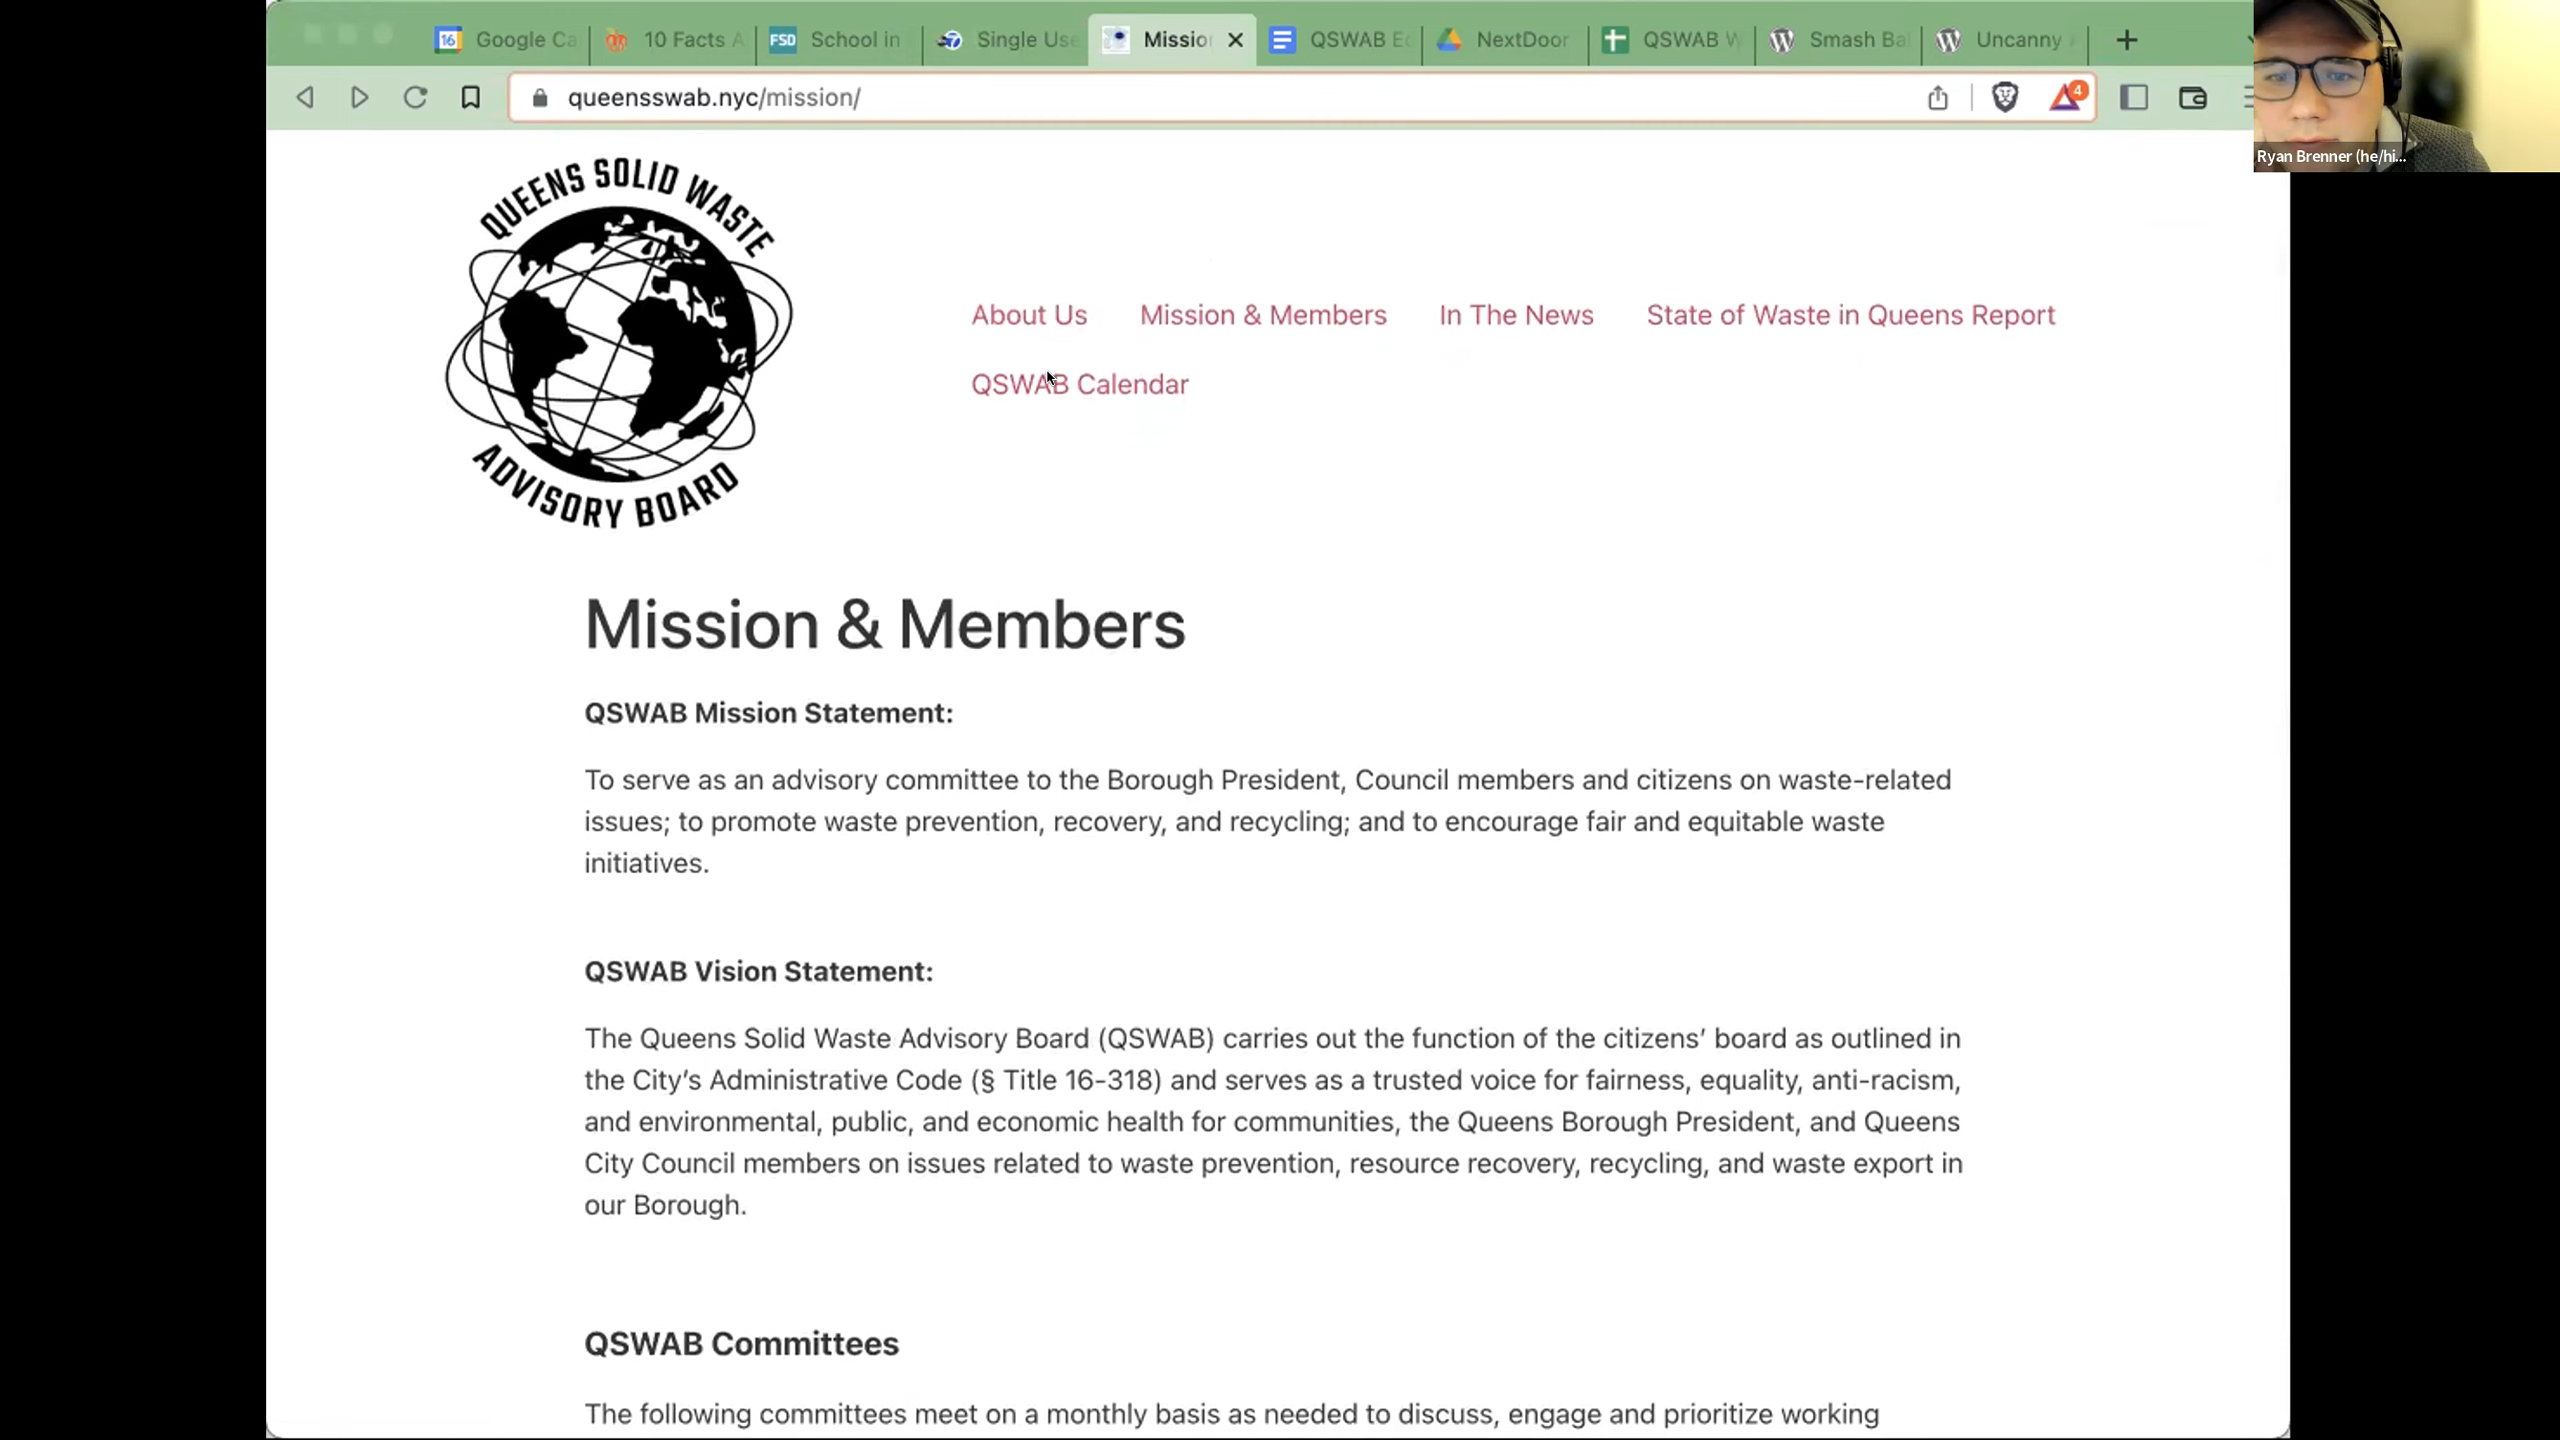 16 Google Ca
10 Facts A
FSD School in
Single Use
Mission
QSWAB Ed
NextDoor
QSWAB W
Smash Bal
Uncanny
queensswab.nyc/mission/
4
Ryan Brenner (he/hi...
QUEENS SOLID WASTE
ADVISORY BOARD
About Us Mission & Members In The News State of Waste in Queens Report
QSWAB Calendar
Mission & Members
QSWAB Mission Statement:
To serve as an advisory committee to the Borough President, Council members and citizens on waste-related
issues; to promote waste prevention, recovery, and recycling; and to encourage fair and equitable waste
initiatives.
QSWAB Vision Statement:
The Queens Solid Waste Advisory Board (QSWAB) carries out the function of the citizens’ board as outlined in
the City’s Administrative Code (§ Title 16-318) and serves as a trusted voice for fairness, equality, anti-racism,
and environmental, public, and economic health for communities, the Queens Borough President, and Queens
City Council members on issues related to waste prevention, resource recovery, recycling, and waste export in
our Borough.
QSWAB Committees
The following committees meet on a monthly basis as needed to discuss, engage and prioritize working